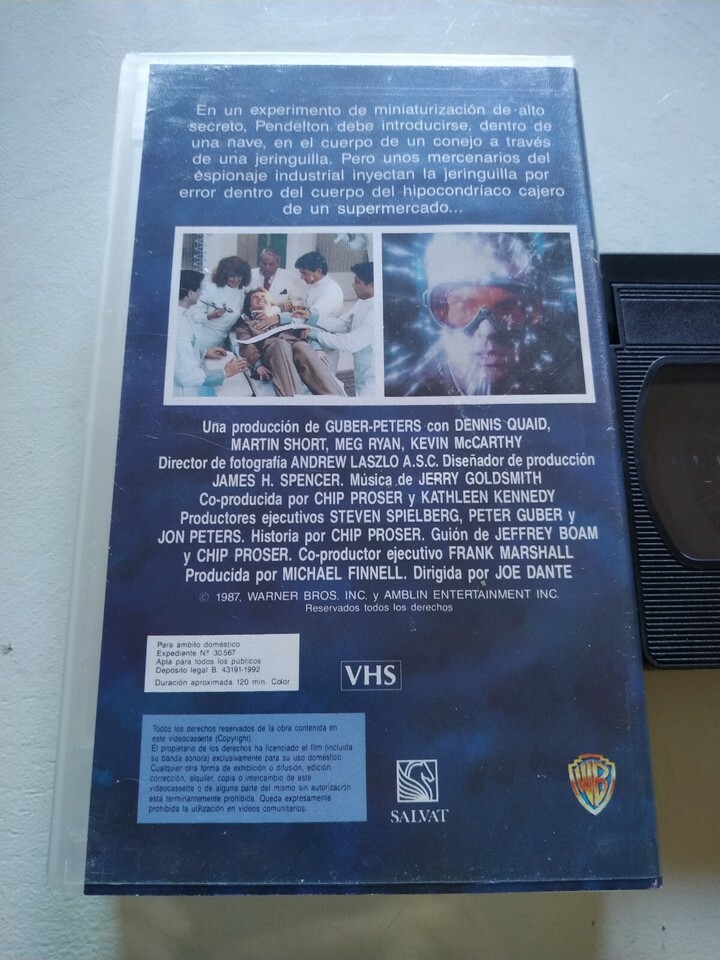 En un experimento de miniaturización de alto
secreto, Pendelton debe introducirse, dentro de
una nave, en el cuerpo de un conejo a través
de una jeringuilla. Pero unos mercenarios del
espionaje industrial inyectan la jeringuilla por
error dentro del cuerpo del hipocondríaco cajero
de un supermercado...
Una producción de GUBER-PETERS con DENNIS QUAID,
MARTIN SHORT, MEG RYAN, KEVIN McCARTHY
Director de fotografía ANDREW LASZLO A.S.C. Diseñador de producción
JAMES H. SPENCER. Música de JERRY GOLDSMITH
Co-producida por CHIP PROSER y KATHLEEN KENNEDY
Productores ejecutivos STEVEN SPIELBERG, PETER GUBER y
JON PETERS. Historia por CHIP PROSER. Guión de JEFFREY BOAM
y CHIP PROSER. Co-productor ejecutivo FRANK MARSHALL
Producida por MICHAEL FINNELL. Dirigida por JOE DANTE
© 1987, WARNER BROS. INC. y AMBLIN ENTERTAINMENT INC.
Reservados todos los derechos
Para ámbito doméstico
Expediente N° 30.567
Apta para todos los públicos
Depósito legal B. 43191-1992
Duración aproximada 120 min. Color
VHS
Todos los derechos reservados de la obra contenida en
este videocassette (Copyright).
El propietario de los derechos ha licenciado el film (incluida
su banda sonora) exclusivamente para su uso doméstico.
Cualquier otra forma de exhibición o difusión, edición,
corrección, alquiler, copia o intercambio de este
videocassette o de alguna parte del mismo sin autorización
esta terminantemente prohibida. Queda expresamente
prohibida la utilización en videos comunitarios.
SALVAT
WB